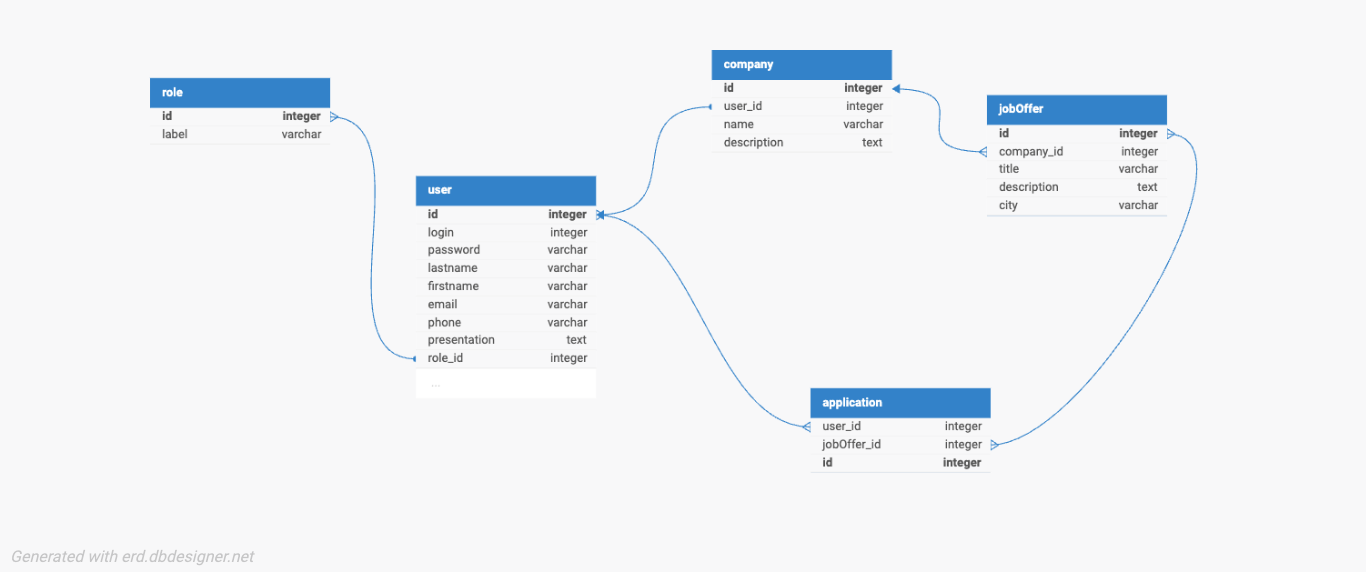 role
id integer
label varchar
user
id integer
login integer
password varchar
lastname varchar
firstname varchar
email varchar
phone varchar
presentation text
role_id integer
...
company
id integer
user_id integer
name varchar
description text
jobOffer
id integer
company_id integer
title varchar
description text
city varchar
application
user_id integer
jobOffer_id integer
id integer
Generated with erd.dbdesigner.net